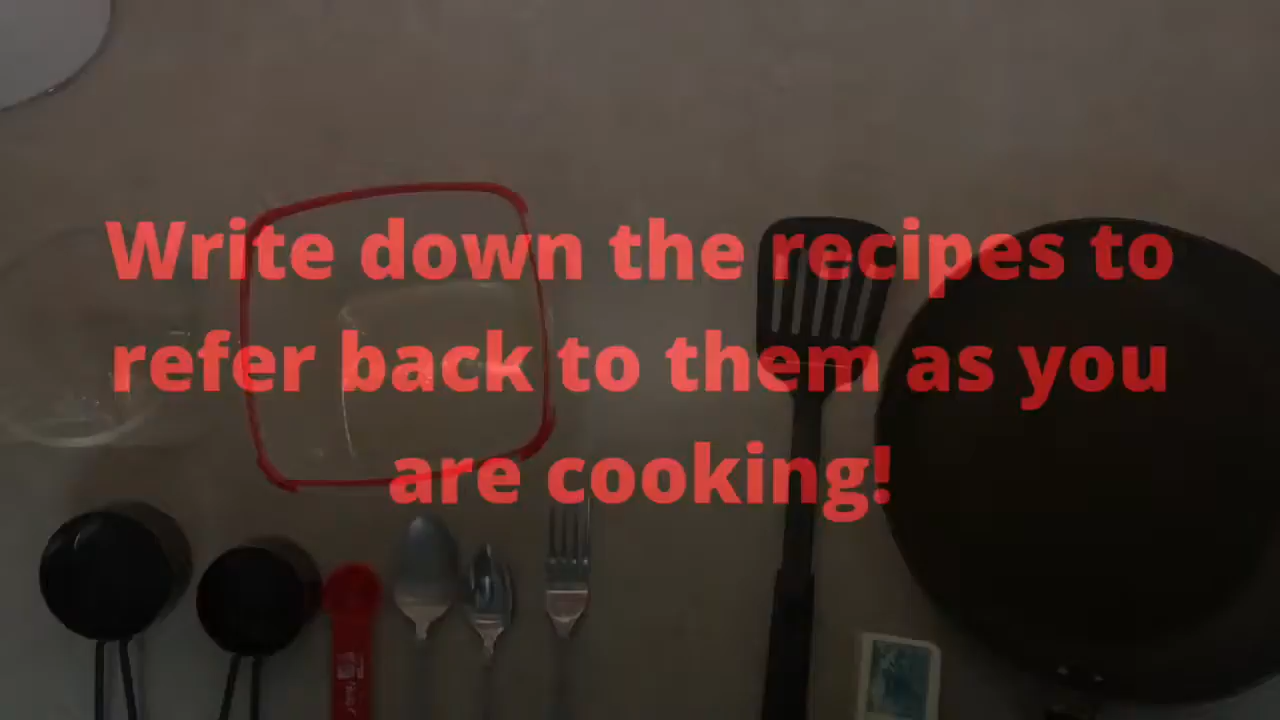 Write down the recipes to
refer back to them as you
are cooking!